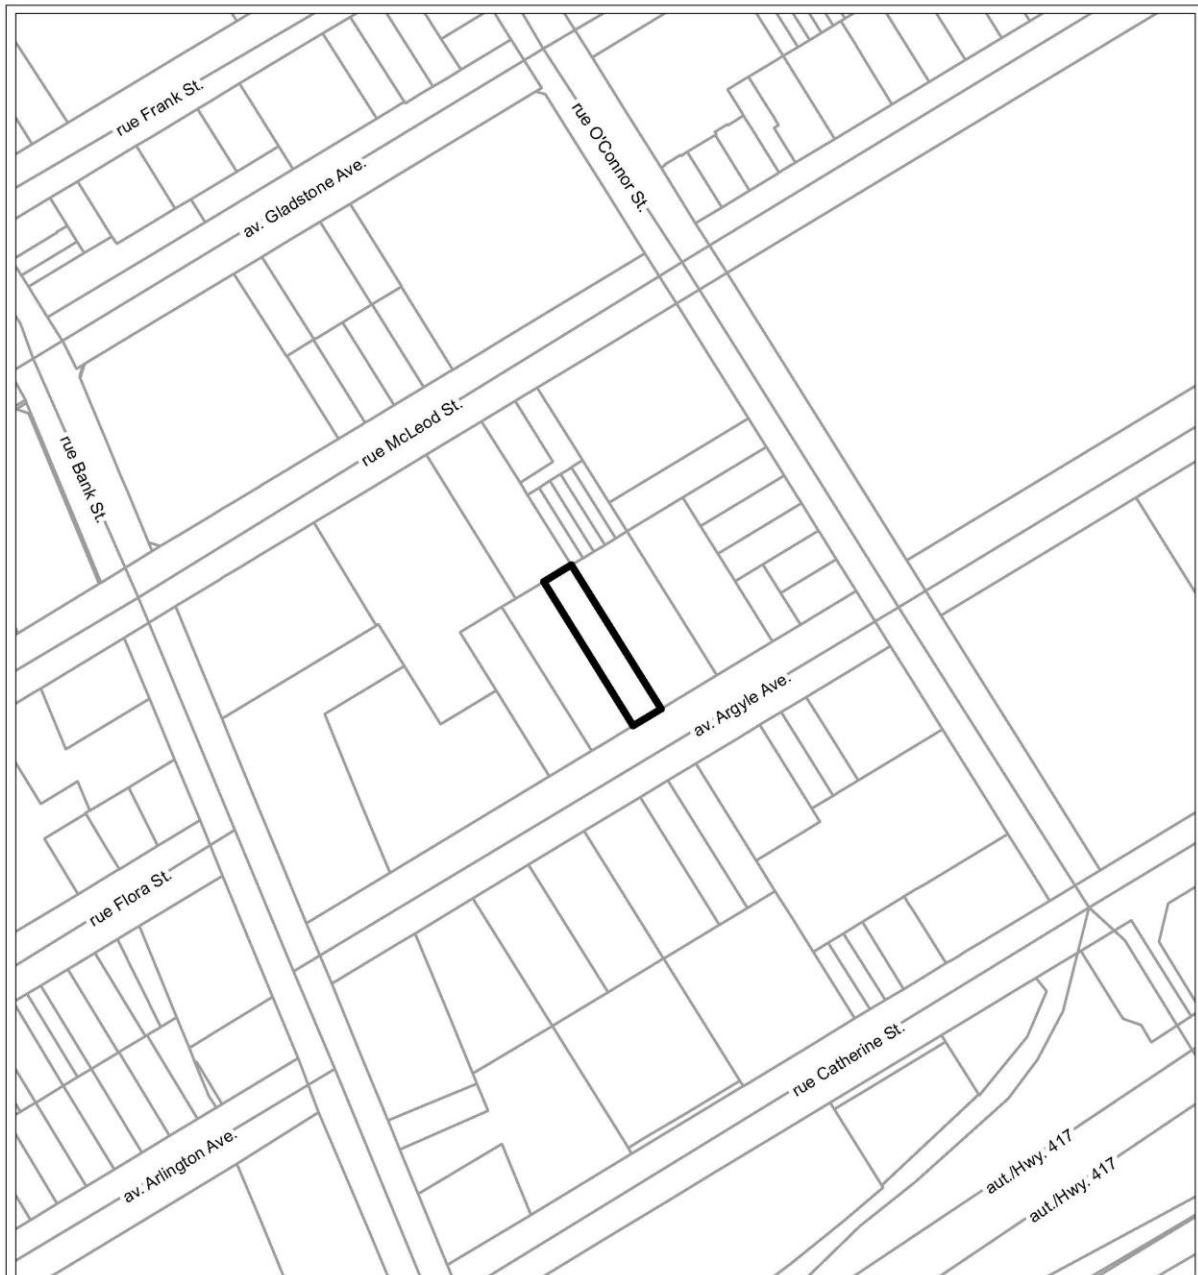 rue Frank St.
rue O'Connor St.
av. Gladstone Ave.
rue McLeod St.
rue Bank St.
av. Argyle Ave.
rue Flora St.
rue Catherine St.
av. Arlington Ave.
aut./Hwy. 417
aut./Hwy. 417